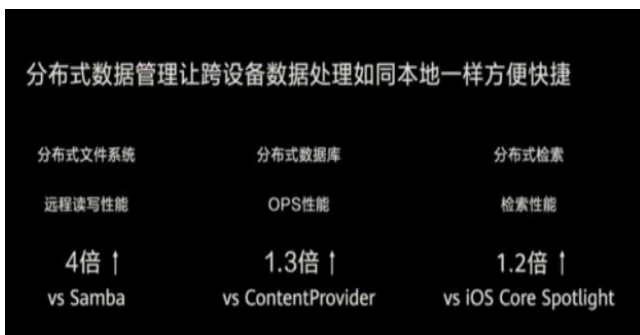 分布式数据管理让跨设备数据处理如同本地一样方便快捷
分布式文件系统 分布式数据库 分布式检索
远程读写性能 OPS性能 检索性能
4倍↑ 1.3倍↑ 1.2倍↑
vs Samba vs ContentProvider vs iOS Core Spotlight